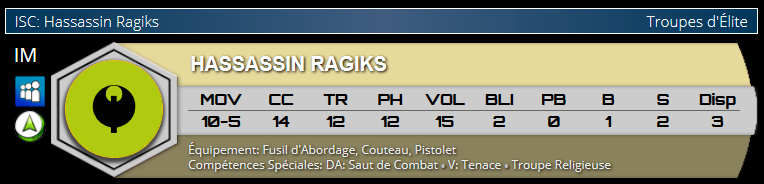 ISC: Hassassin Ragiks Troupes d'Élite
IM
HASSASSIN RAGIKS
MOV CC TR PH VOL BLI PB B S Disp
10-5 14 12 12 15 2 0 1 2 3
Équipement: Fusil d'Abordage, Couteau, Pistolet
Compétences Spéciales: DA: Saut de Combat • V: Tenace • Troupe Religieuse